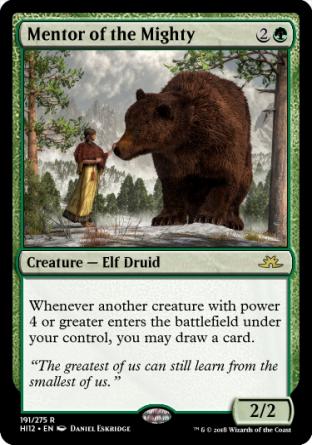 Mentor of the Mighty 2
Creature — Elf Druid
Whenever another creature with power
4 or greater enters the battlefield under
your control, you may draw a card.
“The greatest of us can still learn from the
smallest of us.”
2/2
191/275 R
HI12 • EN DANIEL ESKRIDGE
™ & © 2018 Wizards of the Coast